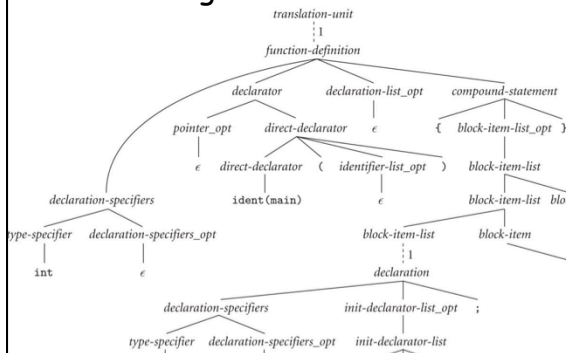 translation-unit
1
function-definition
declarator declaration-list_opt compound-statement
pointer_opt direct-declarator ϵ { block-item-list_opt }
ϵ direct-declarator ( identifier-list_opt ) block-item-list
declaration-specifiers ident(main) ϵ block-item-list
type-specifier declaration-specifiers_opt block-item-list block-item
int ϵ 1
declaration
declaration-specifiers init-declarator-list_opt ;
type-specifier declaration-specifiers_opt init-declarator-list